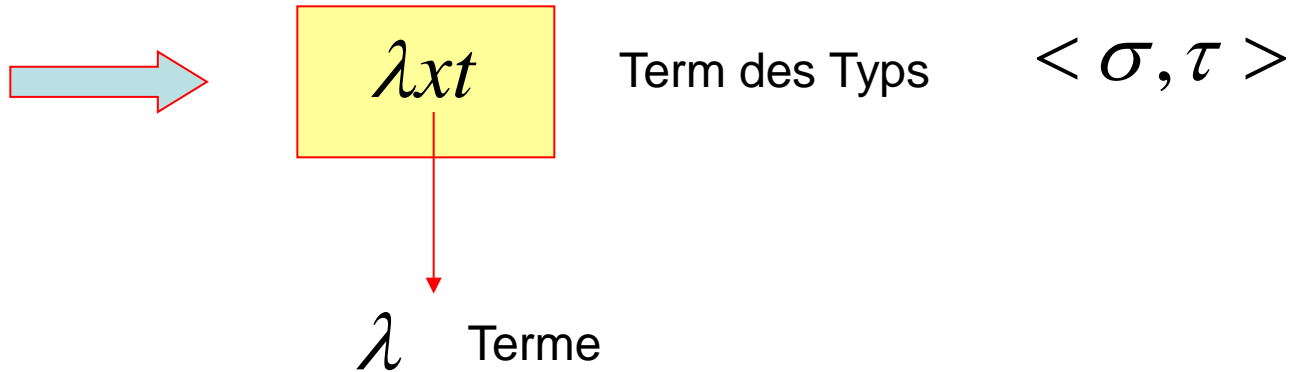 λxt Term des Typs < σ, τ >
λ Terme